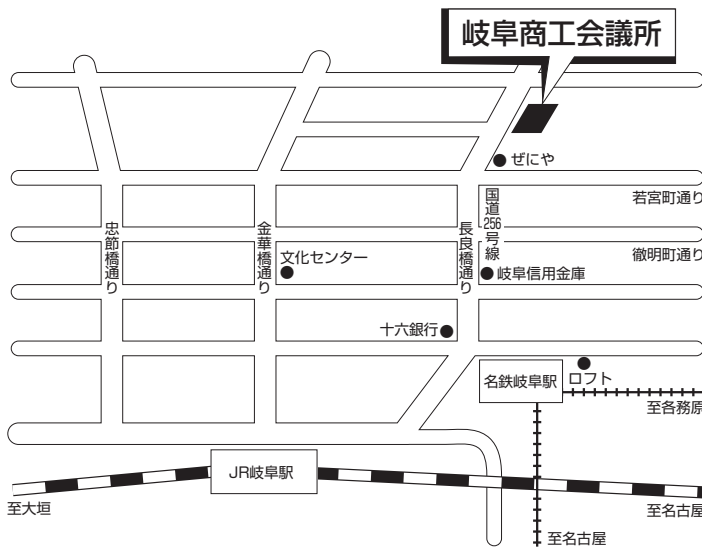 岐阜商工会議所
ぜにや
若宮町通り
国道256号線
忠節橋通り
金華橋通り
長良橋通り
徹明町通り
文化センター
岐阜信用金庫
十六銀行
名鉄岐阜駅
ロフト
至各務原
JR岐阜駅
至大垣
至名古屋
至名古屋